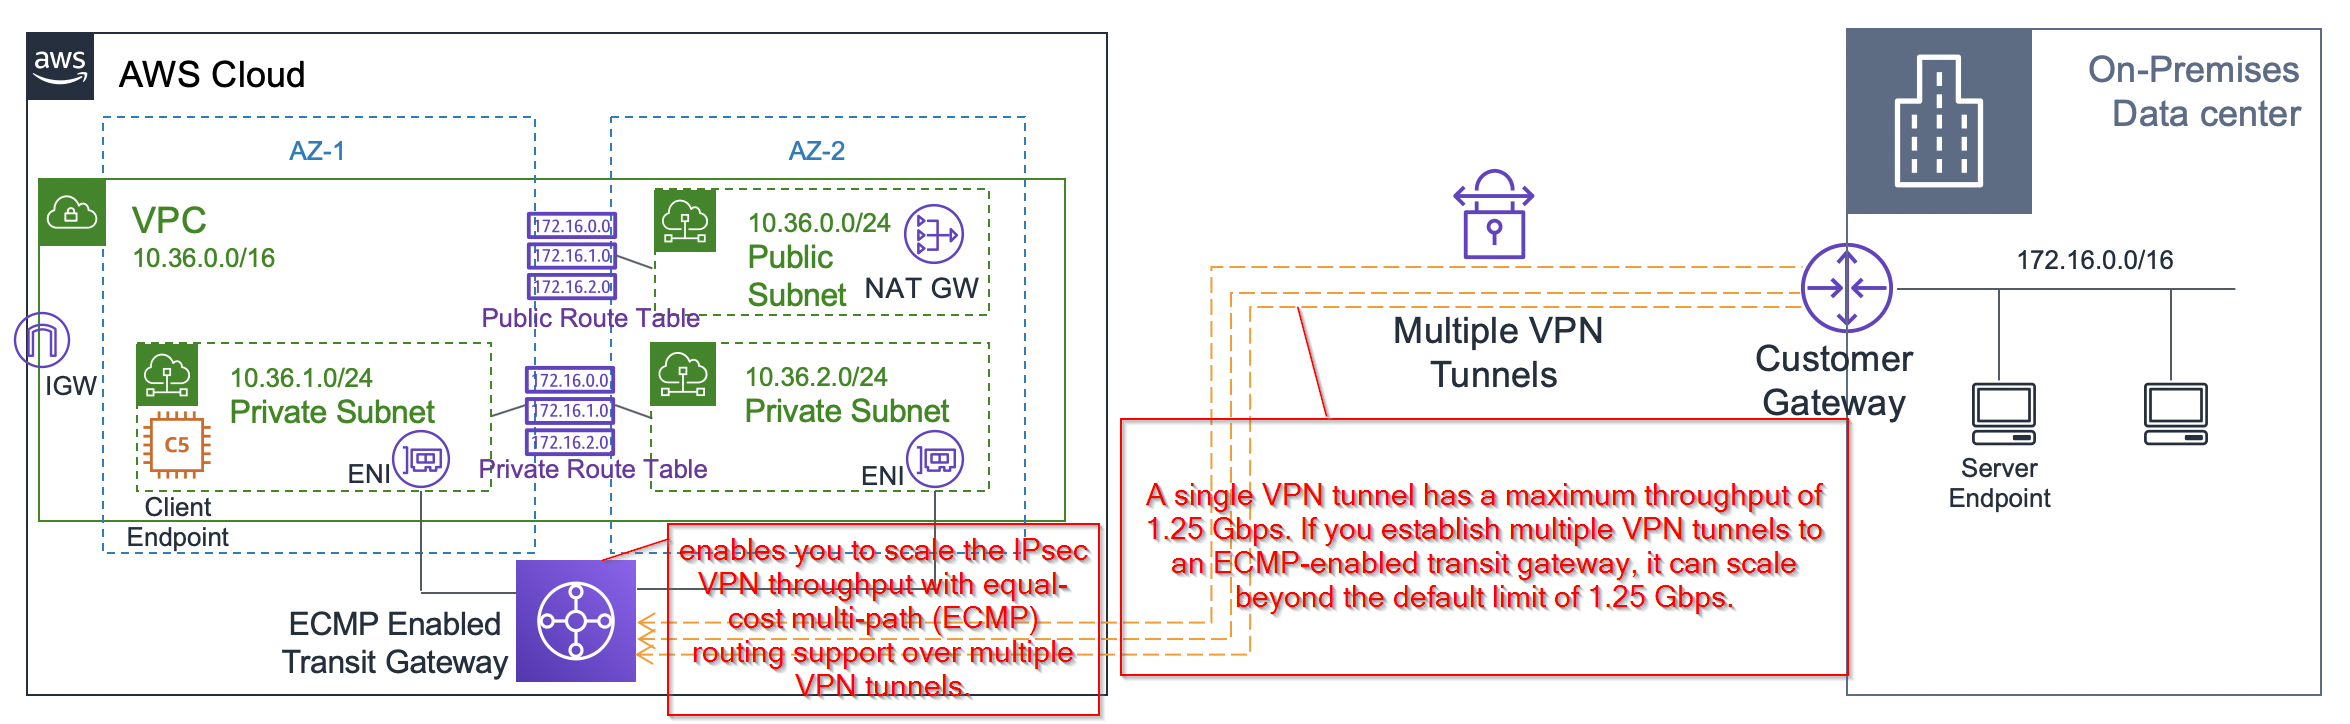 aws
AWS Cloud
AZ-1
AZ-2
VPC
10.36.0.0/16
172.16.0.0
172.16.1.0
172.16.2.0
Public Route Table
10.36.0.0/24
Public
Subnet
NAT GW
IGW
10.36.1.0/24
Private Subnet
C5
ENI
Client
Endpoint
172.16.0.0
172.16.1.0
172.16.2.0
Private Route Table
10.36.2.0/24
Private Subnet
ENI
ECMP Enabled
Transit Gateway
enables you to scale the IPsec
VPN throughput with equal-
cost multi-path (ECMP)
routing support over multiple
VPN tunnels.
Multiple VPN
Tunnels
A single VPN tunnel has a maximum throughput of
1.25 Gbps. If you establish multiple VPN tunnels to
an ECMP-enabled transit gateway, it can scale
beyond the default limit of 1.25 Gbps.
On-Premises
Data center
172.16.0.0/16
Customer
Gateway
Server
Endpoint